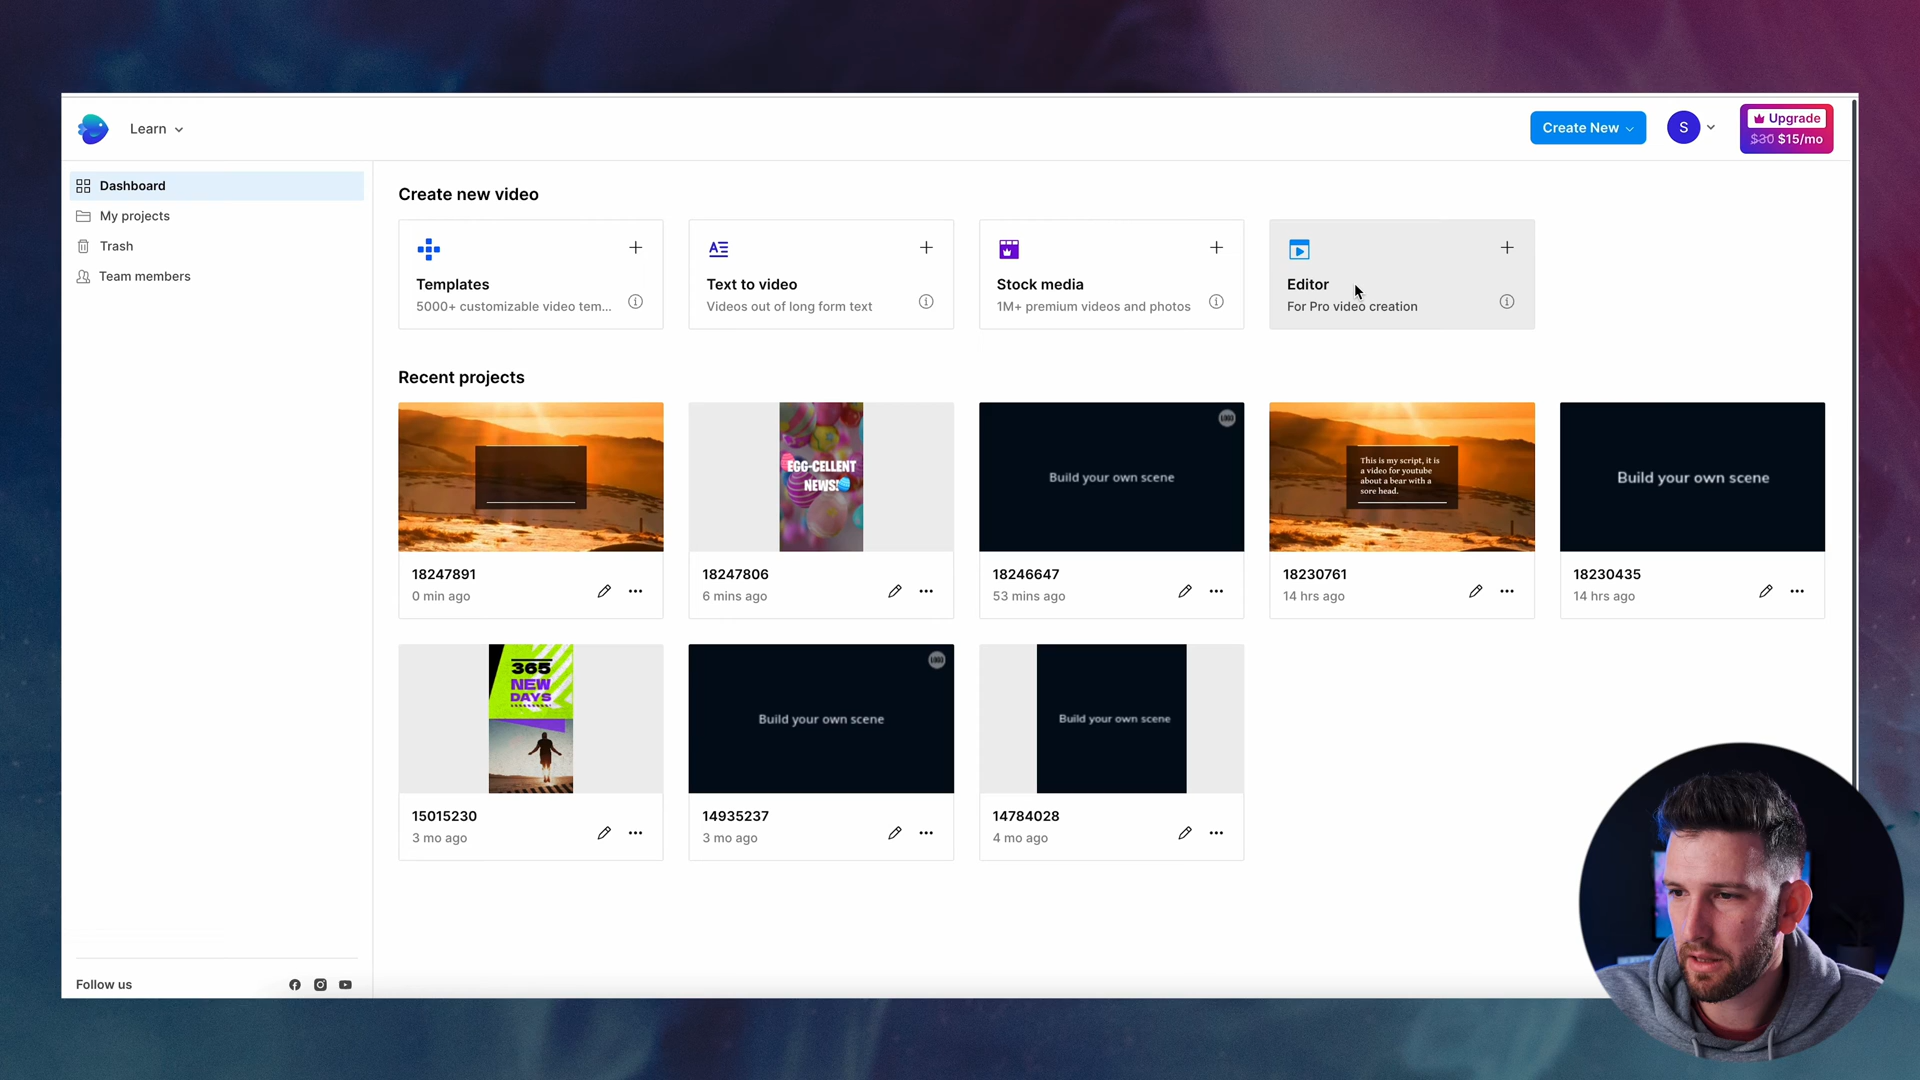 Learn
Create New
S
Upgrade
$30 $15/mo
Dashboard
My projects
Trash
Team members
Create new video
Templates
5000+ customizable video tem...
Text to video
Videos out of long form text
Stock media
1M+ premium videos and photos
Editor
For Pro video creation
Recent projects
EGG-CELLENT
NEWS!
LOGO
Build your own scene
This is my script, it is
a video for youtube
about a bear with a
sore head.
Build your own scene
18247891
0 min ago
18247806
6 mins ago
18246647
53 mins ago
18230761
14 hrs ago
18230435
14 hrs ago
365
NEW
DAYS
LOGO
Build your own scene
Build your own scene
15015230
3 mo ago
14935237
3 mo ago
14784028
4 mo ago
Follow us